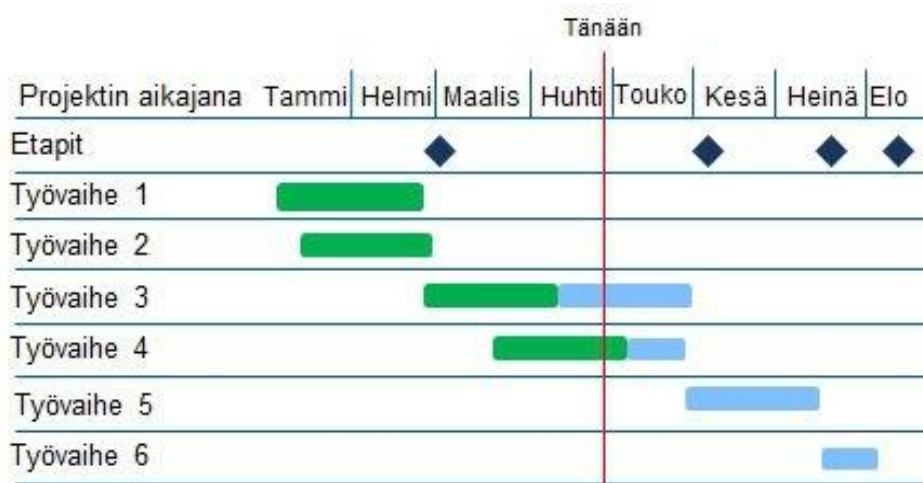 Tänään
Projektin aikajana Tammi Helmi Maalis Huhti Touko Kesä Heinä Elo
Etapit
Työvaihe 1
Työvaihe 2
Työvaihe 3
Työvaihe 4
Työvaihe 5
Työvaihe 6